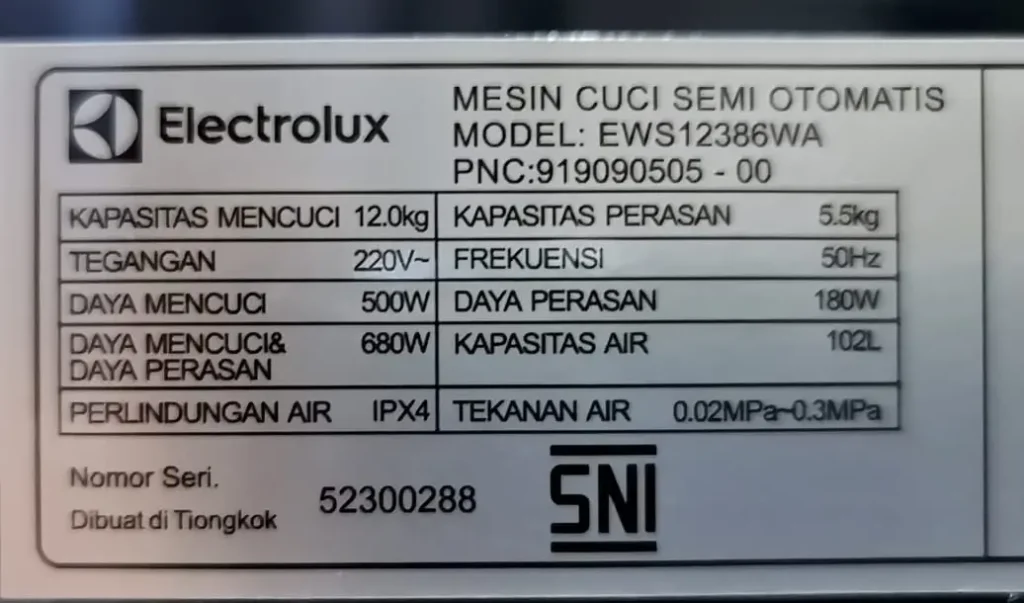 Electrolux
MESIN CUCI SEMI OTOMATIS
MODEL: EWS12386WA
PNC:919090505 - 00
KAPASITAS MENCUCI 12.0kg KAPASITAS PERASAN 5.5kg
TEGANGAN 220V~ FREKUENSI 50Hz
DAYA MENCUCI 500W DAYA PERASAN 180W
DAYA MENCUCI& 680W KAPASITAS AIR 102L
DAYA PERASAN
PERLINDUNGAN AIR IPX4 TEKANAN AIR 0.02MPa~0.3MPa
Nomor Seri. 52300288
Dibuat di Tiongkok
SNI